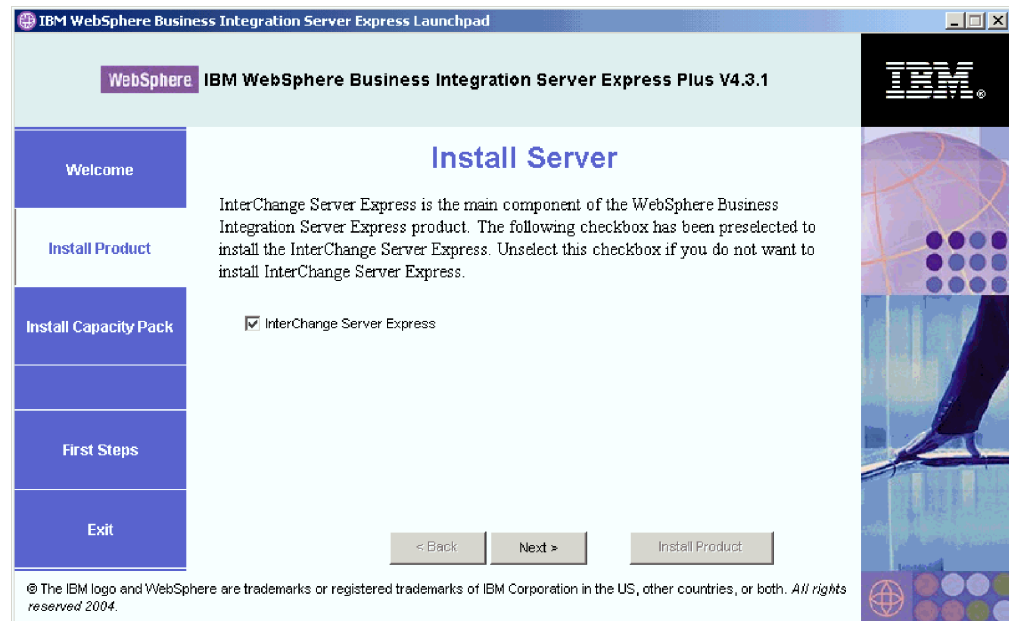 IBM WebSphere Business Integration Server Express Launchpad
WebSphere. IBM WebSphere Business Integration Server Express Plus V4.3.1
IBM®
Welcome
Install Product
Install Capacity Pack
First Steps
Exit
Install Server
InterChange Server Express is the main component of the WebSphere Business
Integration Server Express product. The following checkbox has been preselected to
install the InterChange Server Express. Unselect this checkbox if you do not want to
install InterChange Server Express.
InterChange Server Express
< Back
Next >
Install Product
© The IBM logo and WebSphere are trademarks or registered trademarks of IBM Corporation in the US, other countries, or both. All rights
reserved 2004.